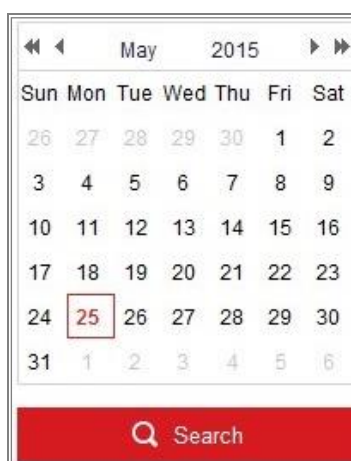 May 2015
Sun Mon Tue Wed Thu Fri Sat
26 27 28 29 30 1 2
3 4 5 6 7 8 9
10 11 12 13 14 15 16
17 18 19 20 21 22 23
24 25 26 27 28 29 30
31 1 2 3 4 5 6
Search